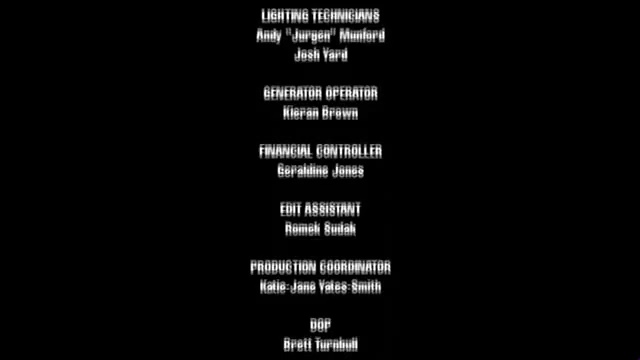 LIGHTING TECHNICIANS
Andy "Jurgen" Munford
Josh Yard
GENERATOR OPERATOR
Kieran Brown
FINANCIAL CONTROLLER
Geraldine Jones
EDIT ASSISTANT
Remek Sudak
PRODUCTION COORDINATOR
Katie-Jane Yates-Smith
DOP
Brett Turnbull